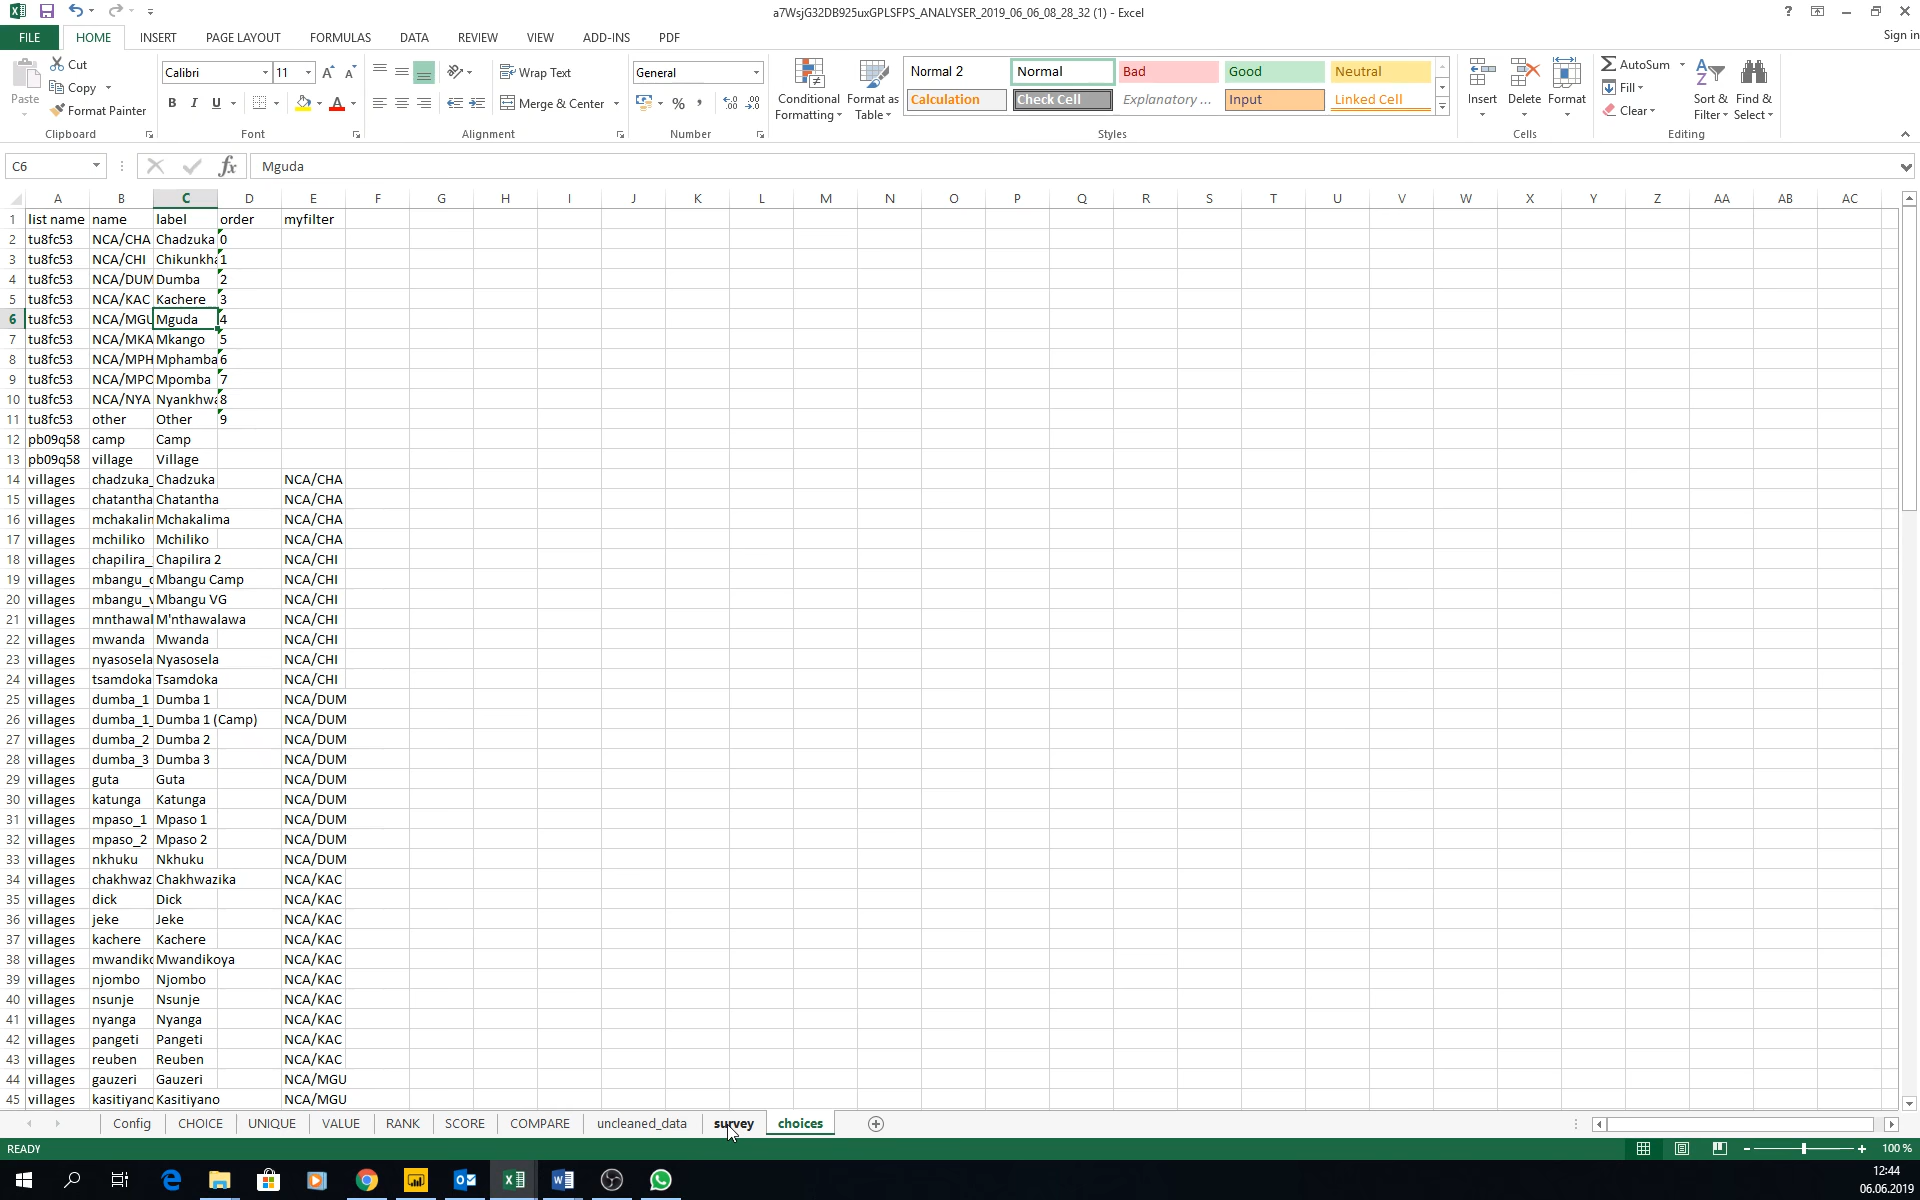 a7WsjG32DB925uxGPLSFPS_ANALYSER_2019_06_06_08_28_32 (1) - Excel
FILE HOME INSERT PAGE LAYOUT FORMULAS DATA REVIEW VIEW ADD-INS PDF Sign in
Paste Cut Copy Format Painter Clipboard
Calibri 11 B I U A Font
Wrap Text Merge & Center Alignment
General % Number
Conditional Formatting Format as Table
Normal 2 Normal Bad Good Neutral
Calculation Check Cell Explanatory ... Input Linked Cell
Styles
Insert Delete Format Cells
AutoSum Fill Clear Sort & Filter Find & Select Editing
C6 fx Mguda
A B C D E F G H I J K L M N O P Q R S T U V W X Y Z AA AB AC
1 list name name label order myfilter
2 tu8fc53 NCA/CHA Chadzuka 0
3 tu8fc53 NCA/CHI Chikunkha 1
4 tu8fc53 NCA/DUM Dumba 2
5 tu8fc53 NCA/KAC Kachere 3
6 tu8fc53 NCA/MGU Mguda 4
7 tu8fc53 NCA/MKA Mkango 5
8 tu8fc53 NCA/MPH Mphamba 6
9 tu8fc53 NCA/MPO Mpomba 7
10 tu8fc53 NCA/NYA Nyankhwa 8
11 tu8fc53 other Other 9
12 pb09q58 camp Camp
13 pb09q58 village Village
14 villages chadzuka_ Chadzuka NCA/CHA
15 villages chatantha Chatantha NCA/CHA
16 villages mchakalim Mchakalima NCA/CHA
17 villages mchiliko Mchiliko NCA/CHA
18 villages chapilira_ Chapilira 2 NCA/CHI
19 villages mbangu_c Mbangu Camp NCA/CHI
20 villages mbangu_v Mbangu VG NCA/CHI
21 villages mnthawal M'nthawalawa NCA/CHI
22 villages mwanda Mwanda NCA/CHI
23 villages nyasosela Nyasosela NCA/CHI
24 villages tsamdoka Tsamdoka NCA/CHI
25 villages dumba_1 Dumba 1 NCA/DUM
26 villages dumba_1_ Dumba 1 (Camp) NCA/DUM
27 villages dumba_2 Dumba 2 NCA/DUM
28 villages dumba_3 Dumba 3 NCA/DUM
29 villages guta Guta NCA/DUM
30 villages katunga Katunga NCA/DUM
31 villages mpaso_1 Mpaso 1 NCA/DUM
32 villages mpaso_2 Mpaso 2 NCA/DUM
33 villages nkhuku Nkhuku NCA/DUM
34 villages chakhwaz Chakhwazika NCA/KAC
35 villages dick Dick NCA/KAC
36 villages jeke Jeke NCA/KAC
37 villages kachere Kachere NCA/KAC
38 villages mwandiko Mwandikoya NCA/KAC
39 villages njombo Njombo NCA/KAC
40 villages nsunje Nsunje NCA/KAC
41 villages nyanga Nyanga NCA/KAC
42 villages pangeti Pangeti NCA/KAC
43 villages reuben Reuben NCA/KAC
44 villages gauzeri Gauzeri NCA/MGU
45 villages kasitiyano Kasitiyano NCA/MGU
Config CHOICE UNIQUE VALUE RANK SCORE COMPARE uncleaned_data survey choices
READY 100 %
12:44
06.06.2019